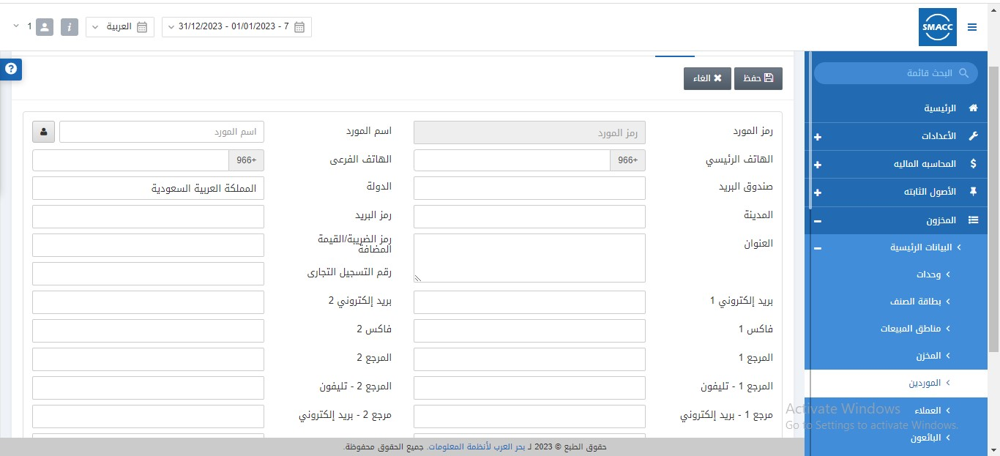 SMACC
7 - 01/01/2023 - 31/12/2023
العربية
1
البحث قائمة
الرئيسية
الأعدادات
المحاسبه الماليه
الأصول الثابته
المخزون
البيانات الرئيسية
وحدات
بطاقة الصنف
مناطق المبيعات
المخزن
الموردين
العملاء
البائعون
حفظ
الغاء
رمز المورد
رمز المورد
اسم المورد
اسم المورد
الهاتف الرئيسي
+966
الهاتف الفرعى
+966
صندوق البريد
الدولة
المملكة العربية السعودية
المدينة
رمز البريد
العنوان
رمز الضريبة/القيمة
المضافة
رقم التسجيل التجارى
بريد إلكتروني 1
بريد إلكتروني 2
فاكس 1
فاكس 2
المرجع 1
المرجع 2
المرجع 1 - تليفون
المرجع 2 - تليفون
مرجع 1 - بريد إلكتروني
مرجع 2 - بريد إلكتروني
Activate Windows
Go to Settings to activate Windows.
حقوق الطبع © 2023 لـ بحر العرب لأنظمة المعلومات. جميع الحقوق محفوظة.